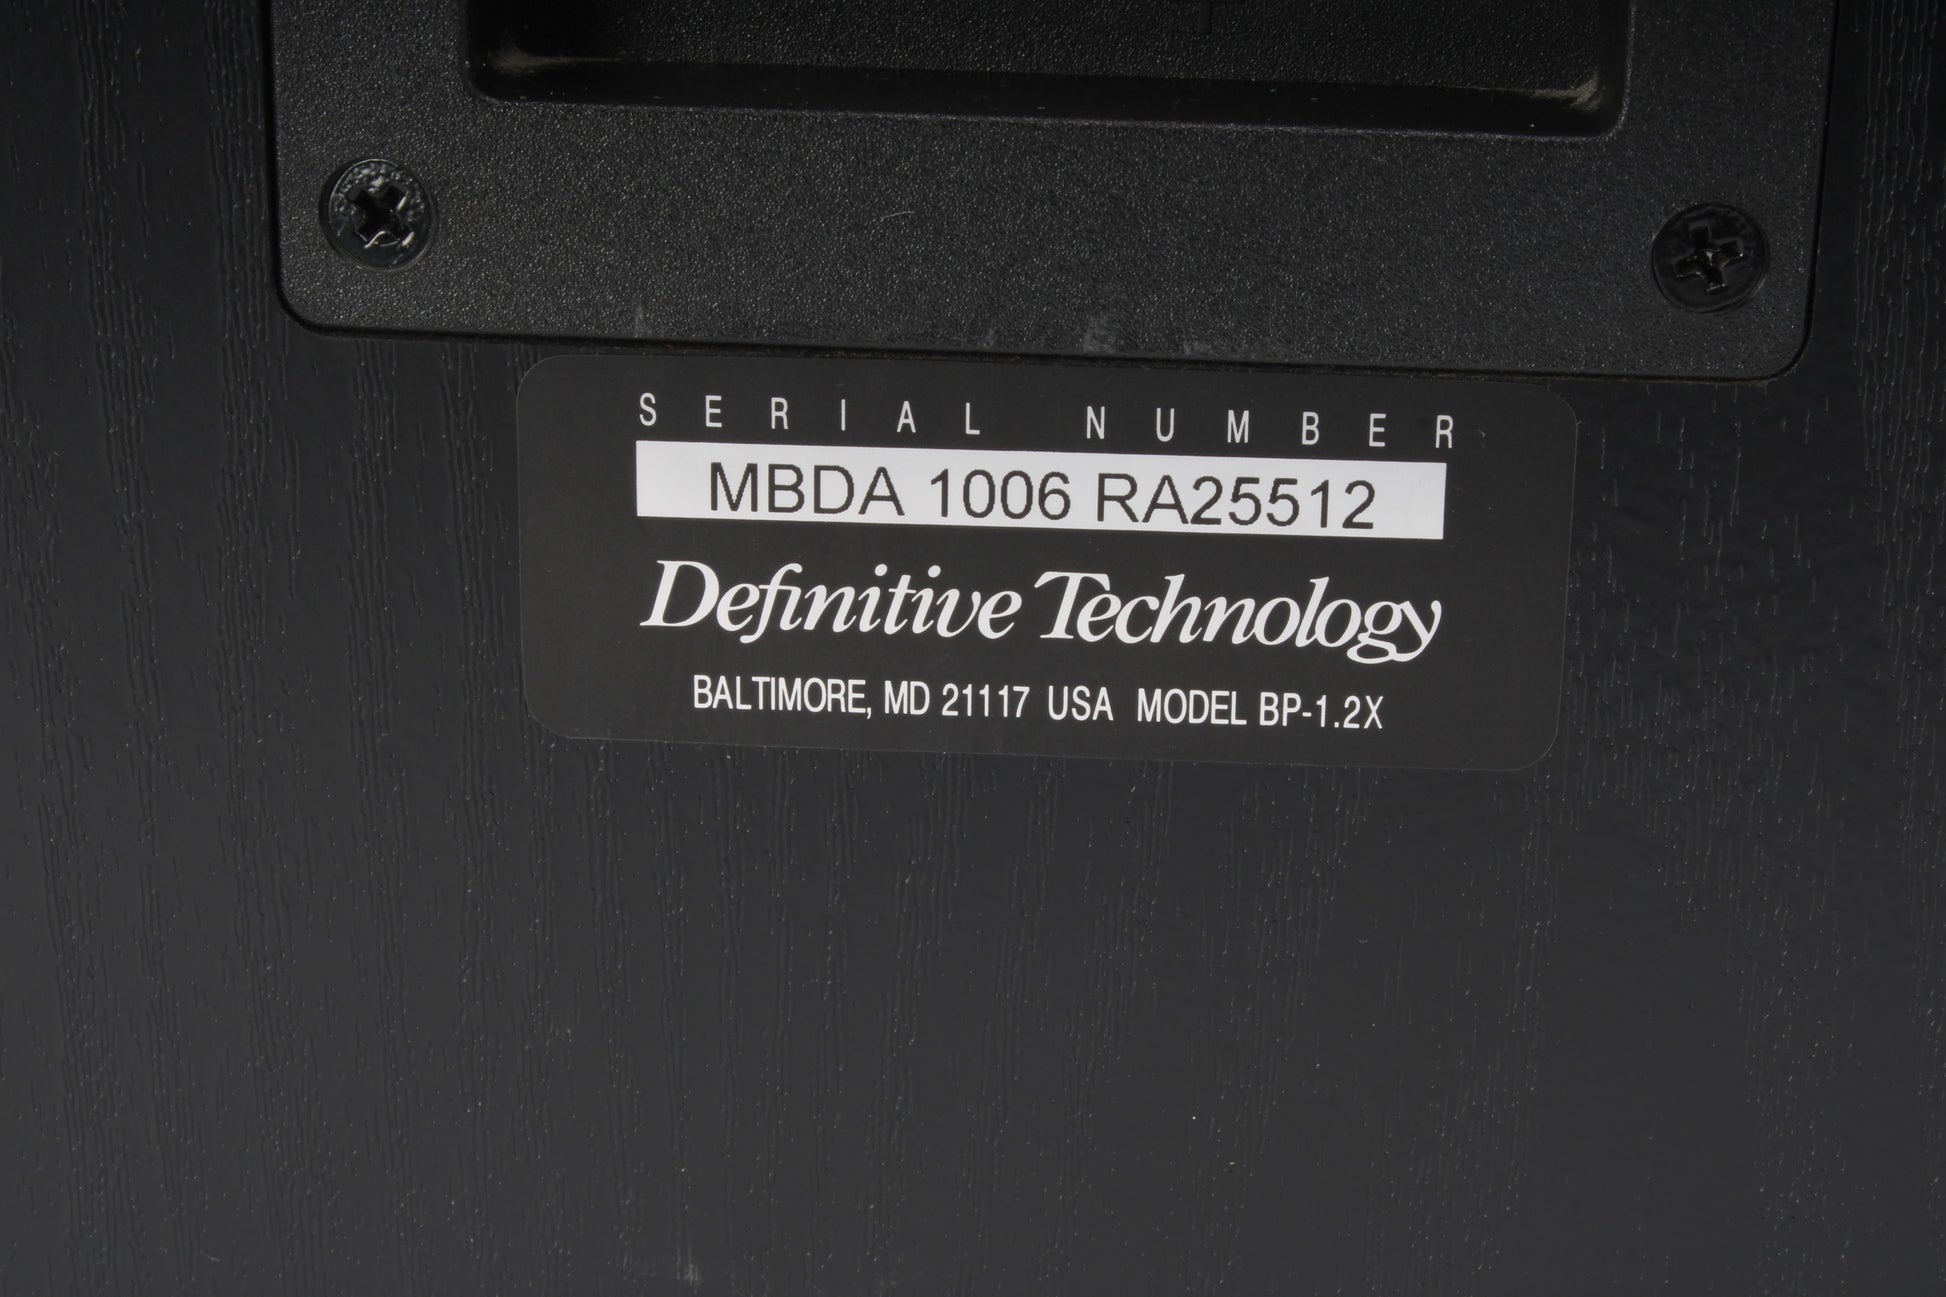 SERIAL NUMBER
MBDA 1006 RA25512
Definitive Technology
BALTIMORE, MD 21117 USA MODEL BP-1.2X